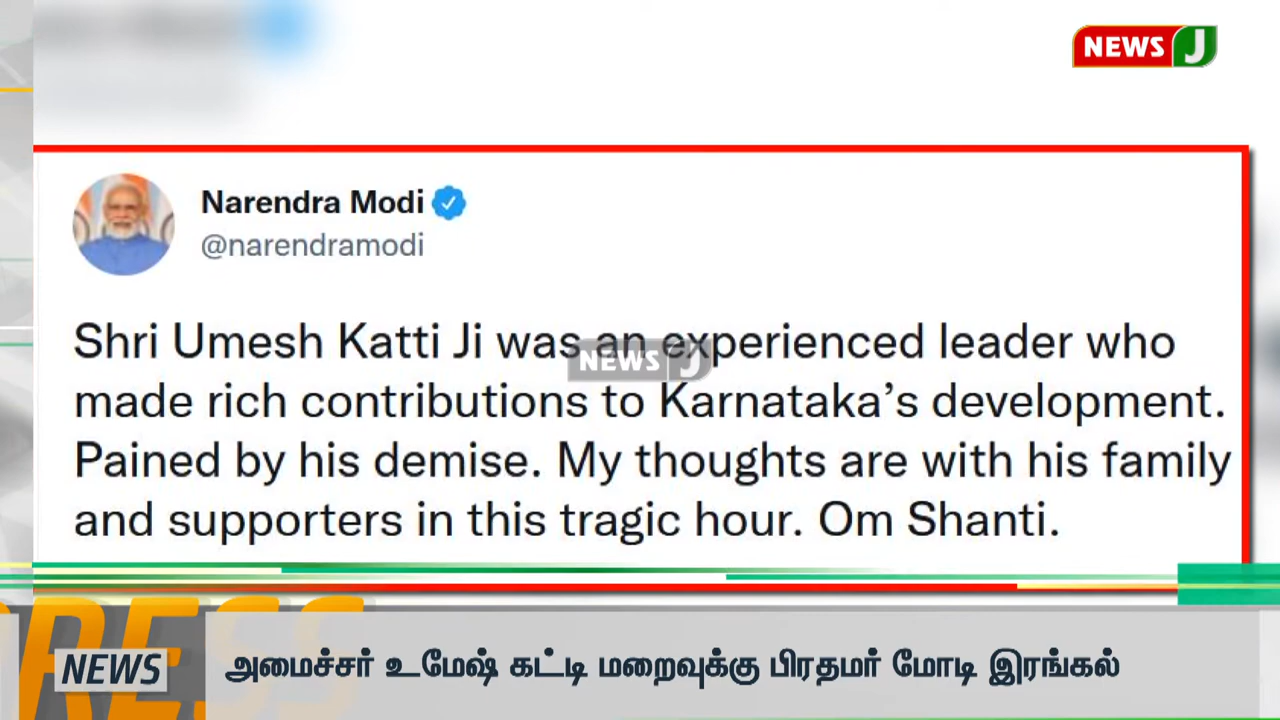 NEWS J
Narendra Modi
@narendramodi
Shri Umesh Katti Ji was an experienced leader who
made rich contributions to Karnataka’s development.
NEWS J
Pained by his demise. My thoughts are with his family
and supporters in this tragic hour. Om Shanti.
RESS
NEWS
அமைச்சர் உமேஷ் கட்டி மறைவுக்கு பிரதமர் மோடி இரங்கல்